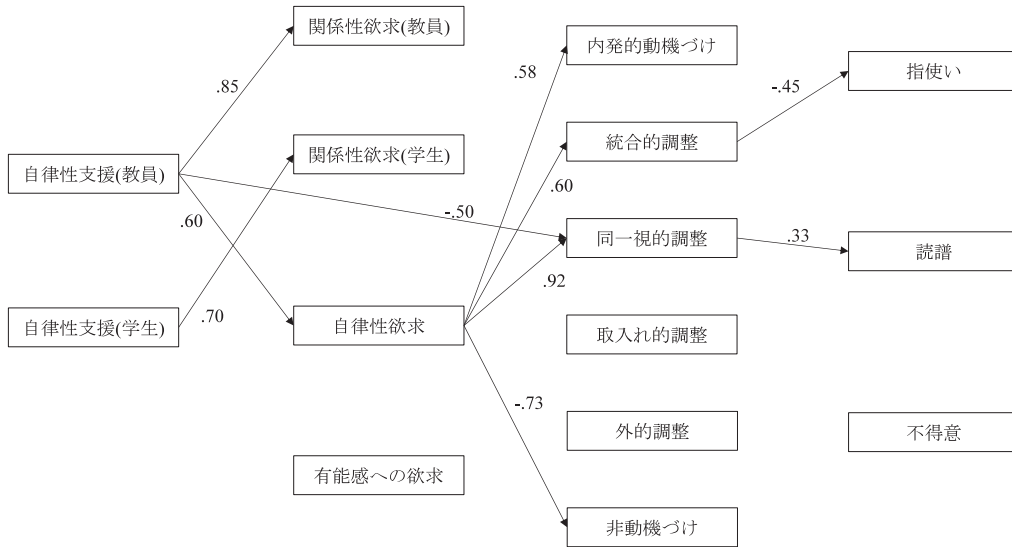 関係性欲求(教員)
内発的動機づけ
.58
指使い
-.45
.85
関係性欲求(学生)
統合的調整
自律性支援(教員)
.60
.60
-.50
同一視的調整
.33
読譜
.92
自律性支援(学生)
.70
自律性欲求
取入れ的調整
-.73
外的調整
不得意
有能感への欲求
非動機づけ